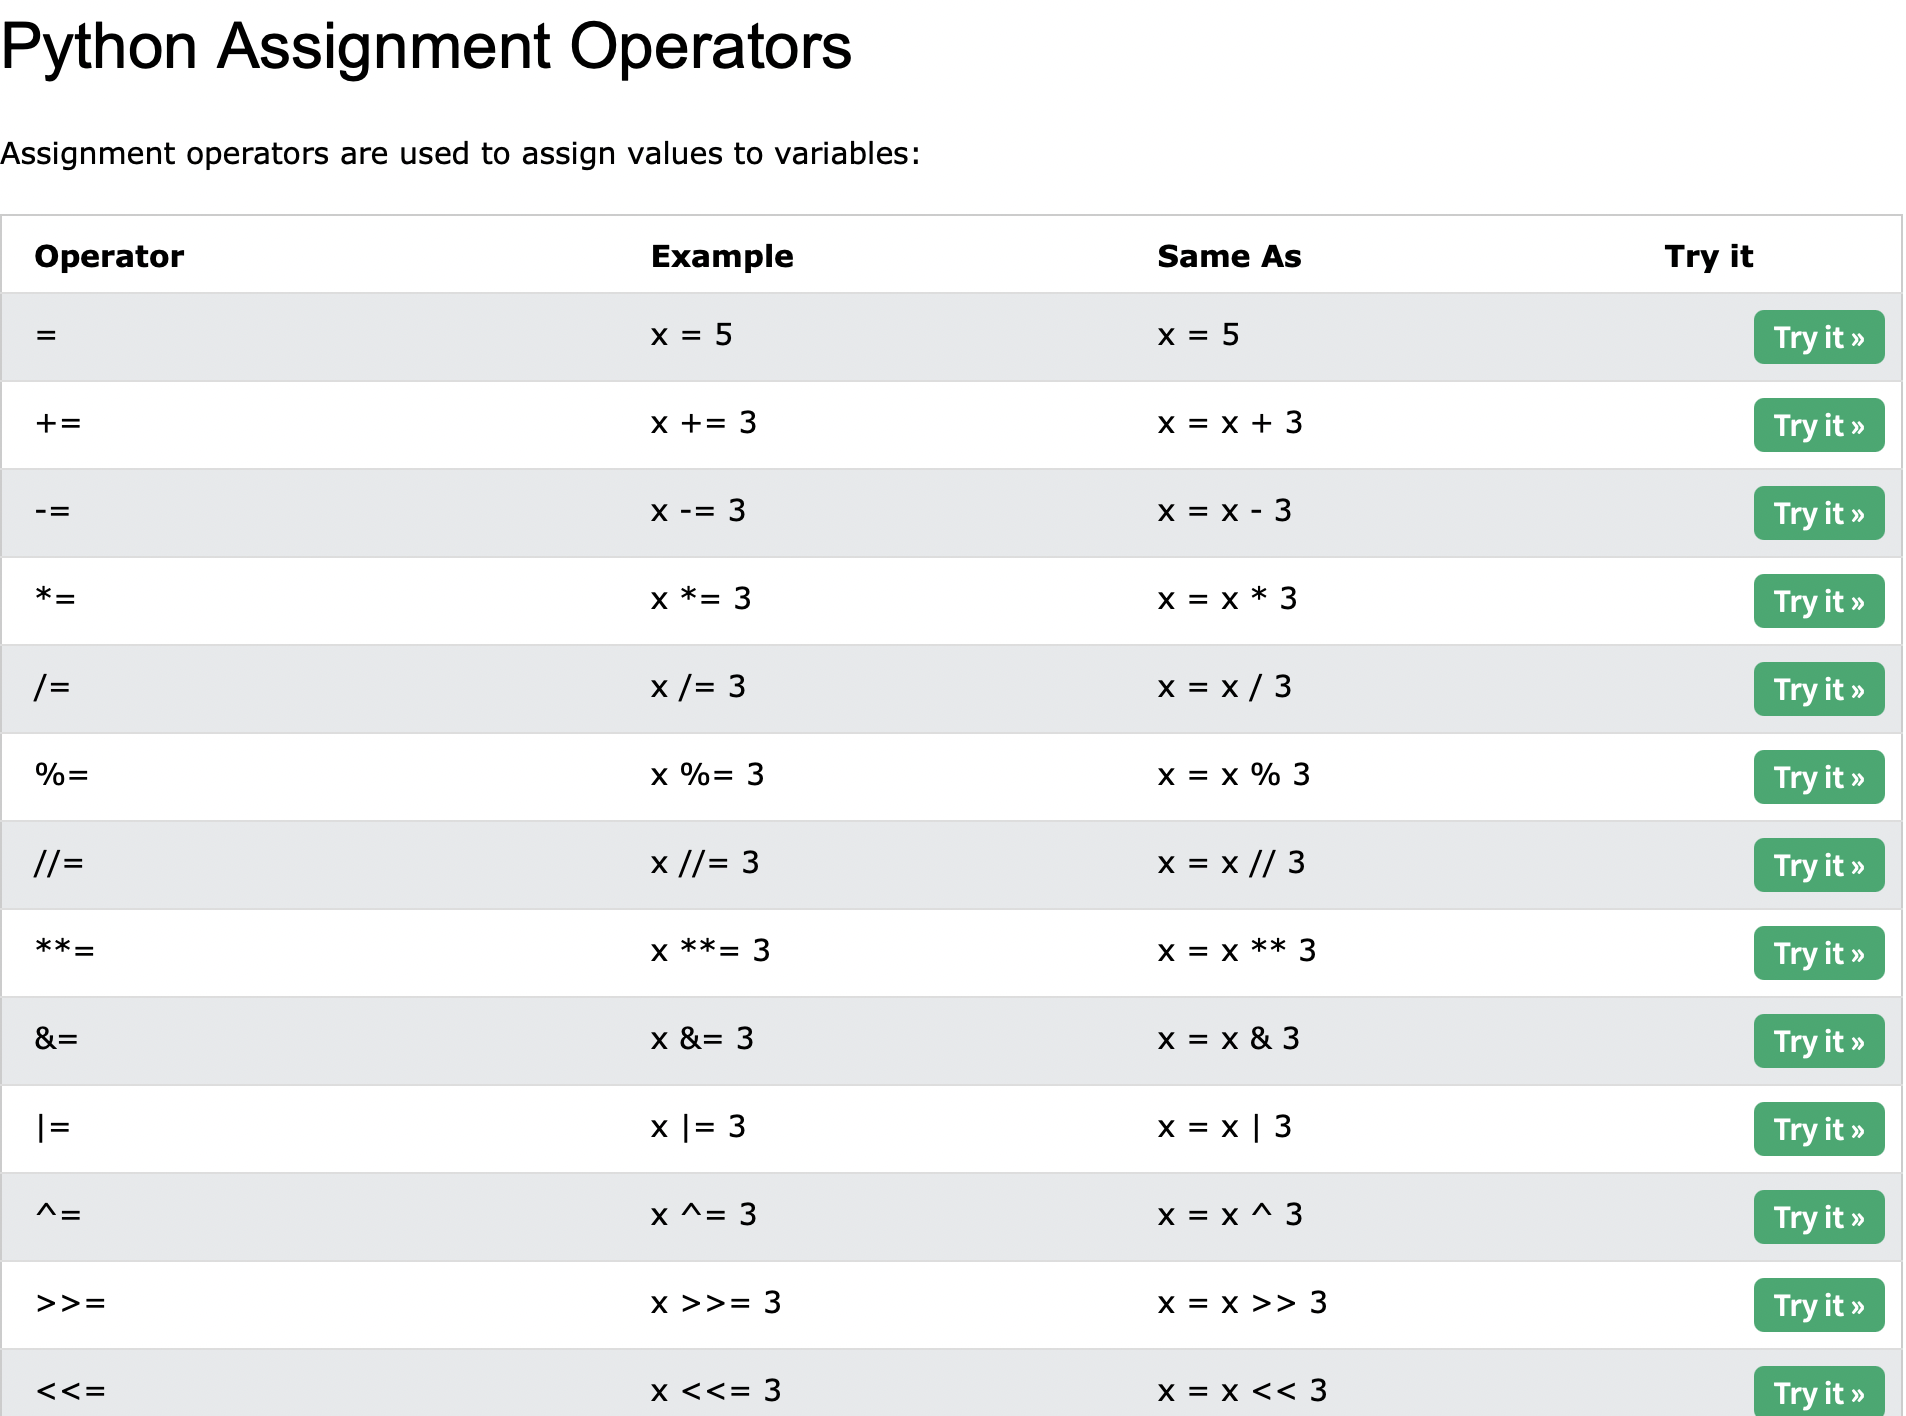 Python Assignment Operators
Assignment operators are used to assign values to variables:
Operator Example Same As Try it
= x = 5 x = 5 Try it »
+= x += 3 x = x + 3 Try it »
-= x -= 3 x = x - 3 Try it »
*= x *= 3 x = x * 3 Try it »
/= x /= 3 x = x / 3 Try it »
%= x %= 3 x = x % 3 Try it »
//= x //= 3 x = x // 3 Try it »
**= x **= 3 x = x ** 3 Try it »
&= x &= 3 x = x & 3 Try it »
|= x |= 3 x = x | 3 Try it »
^= x ^= 3 x = x ^ 3 Try it »
>>= x >>= 3 x = x >> 3 Try it »
<<= x <<= 3 x = x << 3 Try it »